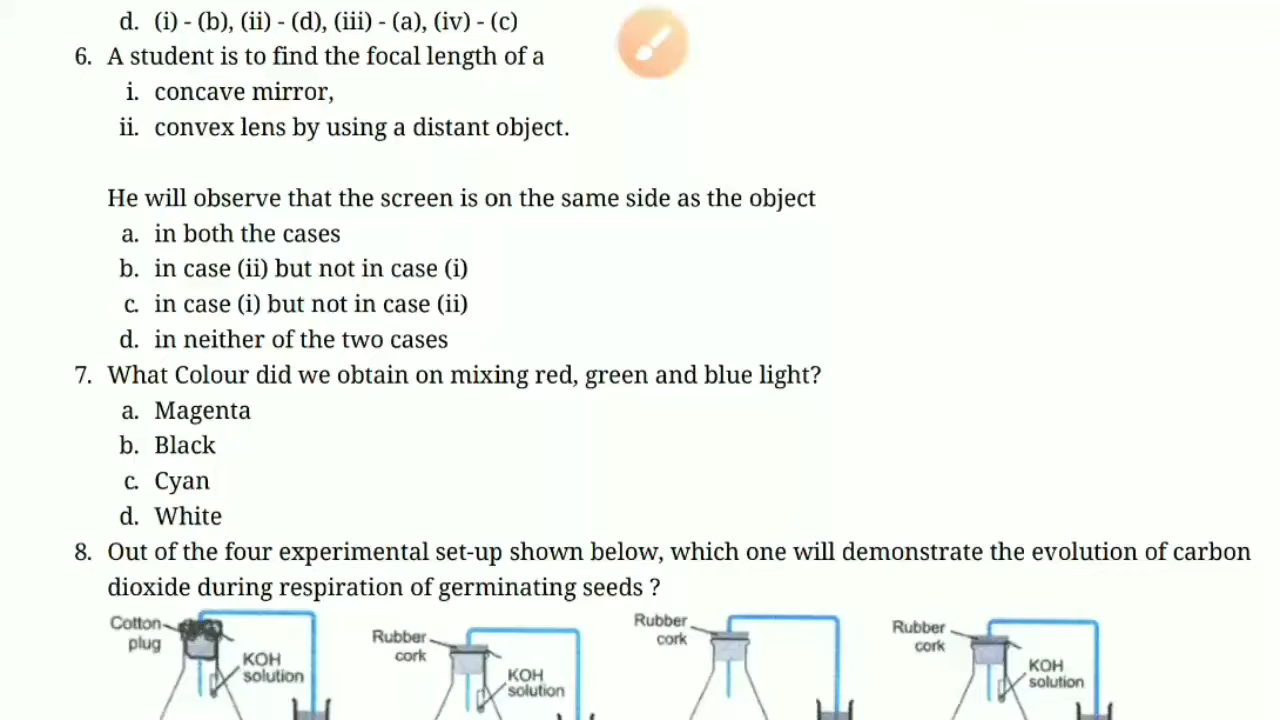 d. (i) - (b), (ii) - (d), (iii) - (a), (iv) - (c)
6. A student is to find the focal length of a
i. concave mirror,
ii. convex lens by using a distant object.
He will observe that the screen is on the same side as the object
a. in both the cases
b. in case (ii) but not in case (i)
c. in case (i) but not in case (ii)
d. in neither of the two cases
7. What Colour did we obtain on mixing red, green and blue light?
a. Magenta
b. Black
c. Cyan
d. White
8. Out of the four experimental set-up shown below, which one will demonstrate the evolution of carbon
dioxide during respiration of germinating seeds ?
Cotton
plug
KOH
solution
Rubber
cork
KOH
solution
Rubber
cork
Rubber
cork
KOH
solution